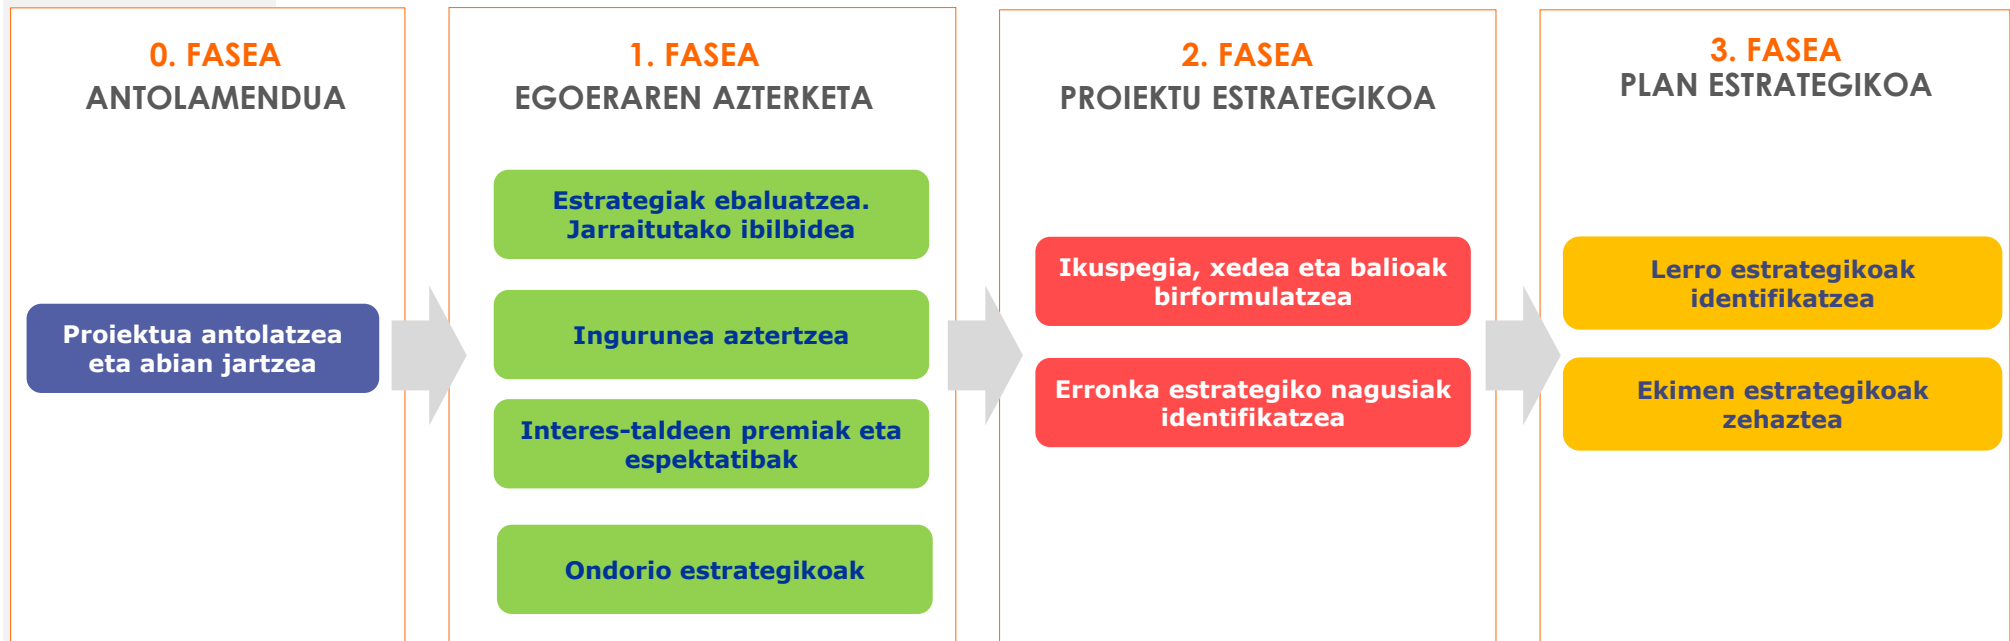 0. FASEA
ANTOLAMENDUA
Proiektua antolatzea
eta abian jartzea
1. FASEA
EGOERAREN AZTERKETA
Estrategiak ebaluatzea.
Jarraitutako ibilbidea
Ingurunea aztertzea
Interes-taldeen premiak eta
espektatibak
Ondorio estrategikoak
2. FASEA
PROIEKTU ESTRATEGIKOA
Ikuspegia, xedea eta balioak
birformulatzea
Erronka estrategiko nagusiak
identifikatzea
3. FASEA
PLAN ESTRATEGIKOA
Lerro estrategikoak
identifikatzea
Ekimen estrategikoak
zehaztea